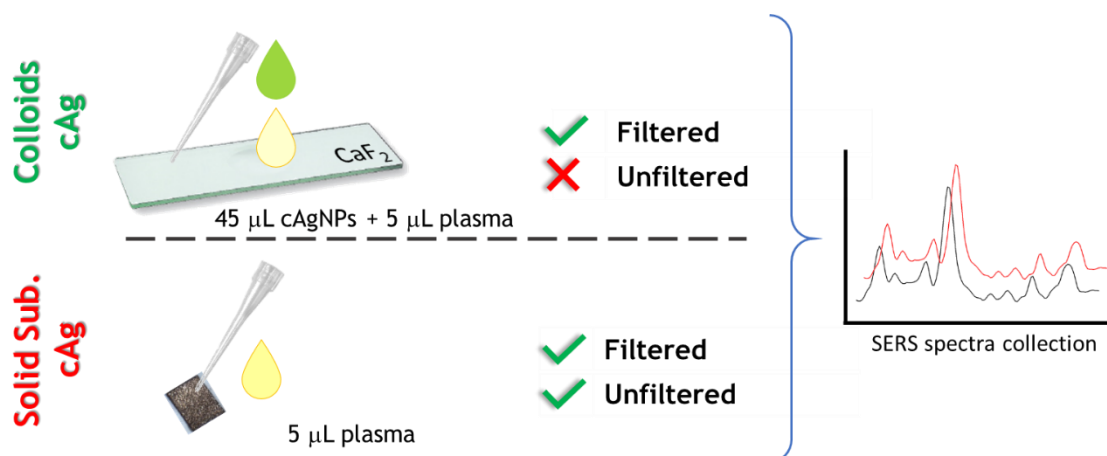 Colloids
cAg
CaF₂
Filtered
Unfiltered
45 μL cAgNPs + 5 μL plasma
Solid Sub.
cAg
Filtered
Unfiltered
5 μL plasma
SERS spectra collection